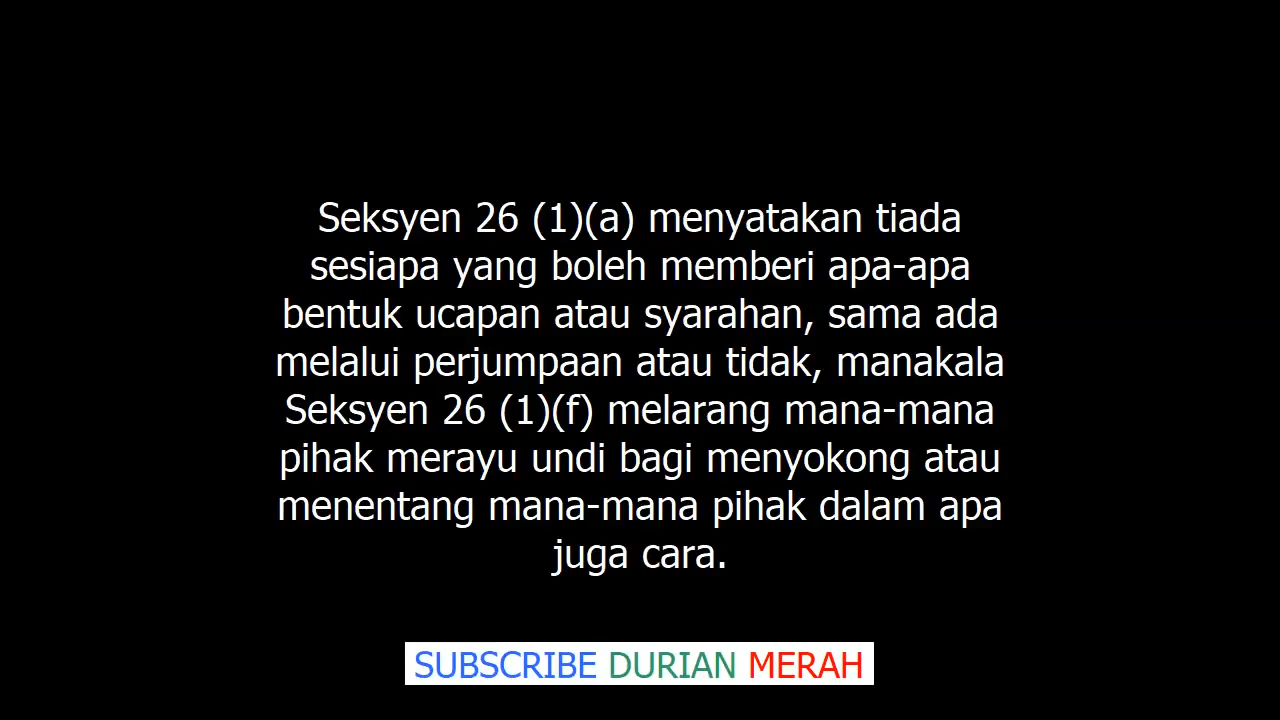 Seksyen 26 (1)(a) menyatakan tiada
sesiapa yang boleh memberi apa-apa
bentuk ucapan atau syarahan, sama ada
melalui perjumpaan atau tidak, manakala
Seksyen 26 (1)(f) melarang mana-mana
pihak merayu undi bagi menyokong atau
menentang mana-mana pihak dalam apa
juga cara.
SUBSCRIBE DURIAN MERAH